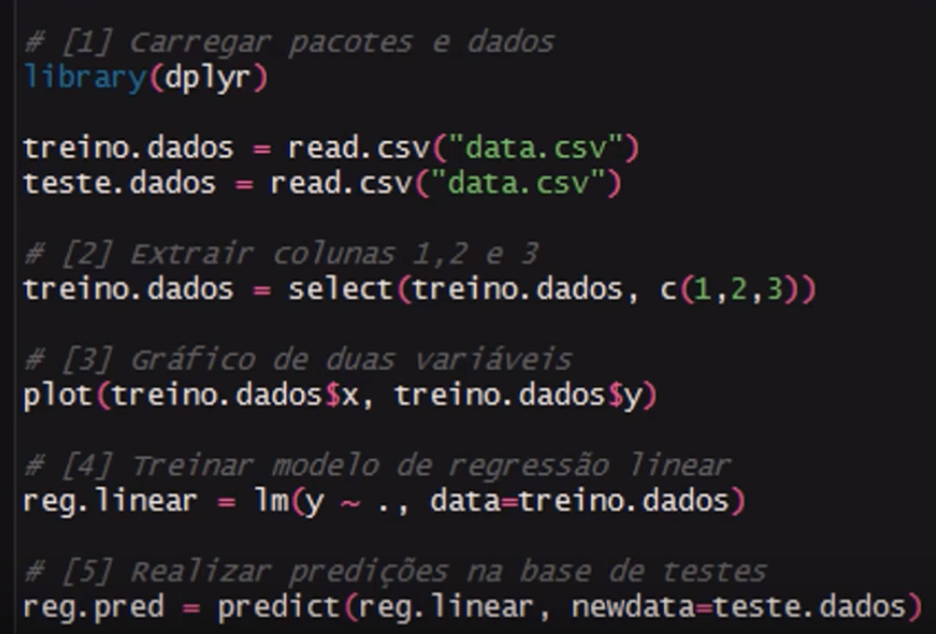 # [1] Carregar pacotes e dados
library(dplyr)
treino.dados = read.csv("data.csv")
teste.dados = read.csv("data.csv")
# [2] Extrair colunas 1,2 e 3
treino.dados = select(treino.dados, c(1,2,3))
# [3] Gráfico de duas variáveis
plot(treino.dados$x, treino.dados$y)
# [4] Treinar modelo de regressão linear
reg.linear = lm(y ~ ., data=treino.dados)
# [5] Realizar predições na base de testes
reg.pred = predict(reg.linear, newdata=teste.dados)